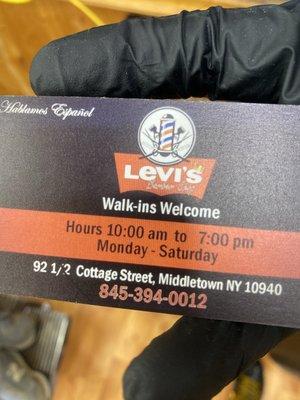 Hablamos Español
Levi's
Barber Shop
Walk-ins Welcome
Hours 10:00 am to 7:00 pm
Monday - Saturday
92 1/2 Cottage Street, Middletown NY 10940
845-394-0012